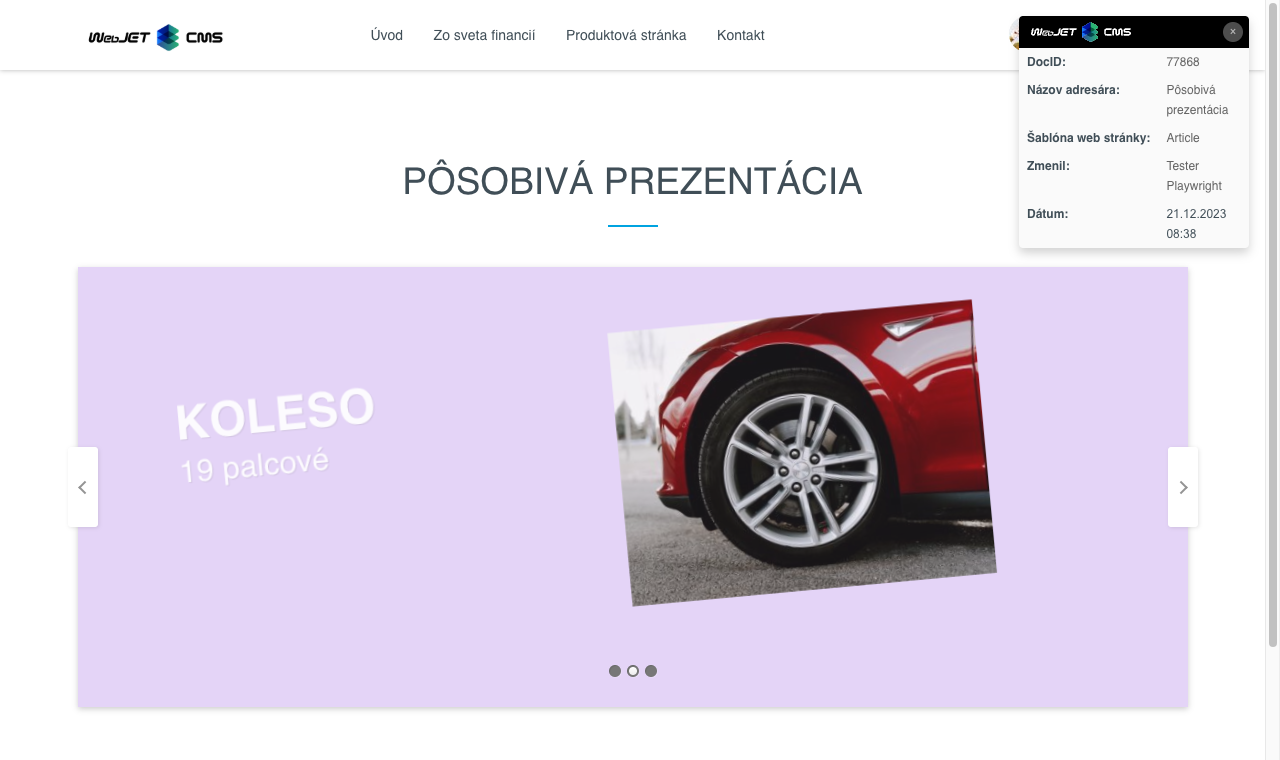 WebJET CMS
Úvod
Zo sveta financií
Produktová stránka
Kontakt
WebJET CMS
×
DocID: 77868
Názov adresára: Pôsobivá
prezentácia
Šablóna web stránky: Article
Zmenil: Tester
Playwright
Dátum: 21.12.2023
08:38
PÔSOBIVÁ PREZENTÁCIA
KOLESO
19 palcové